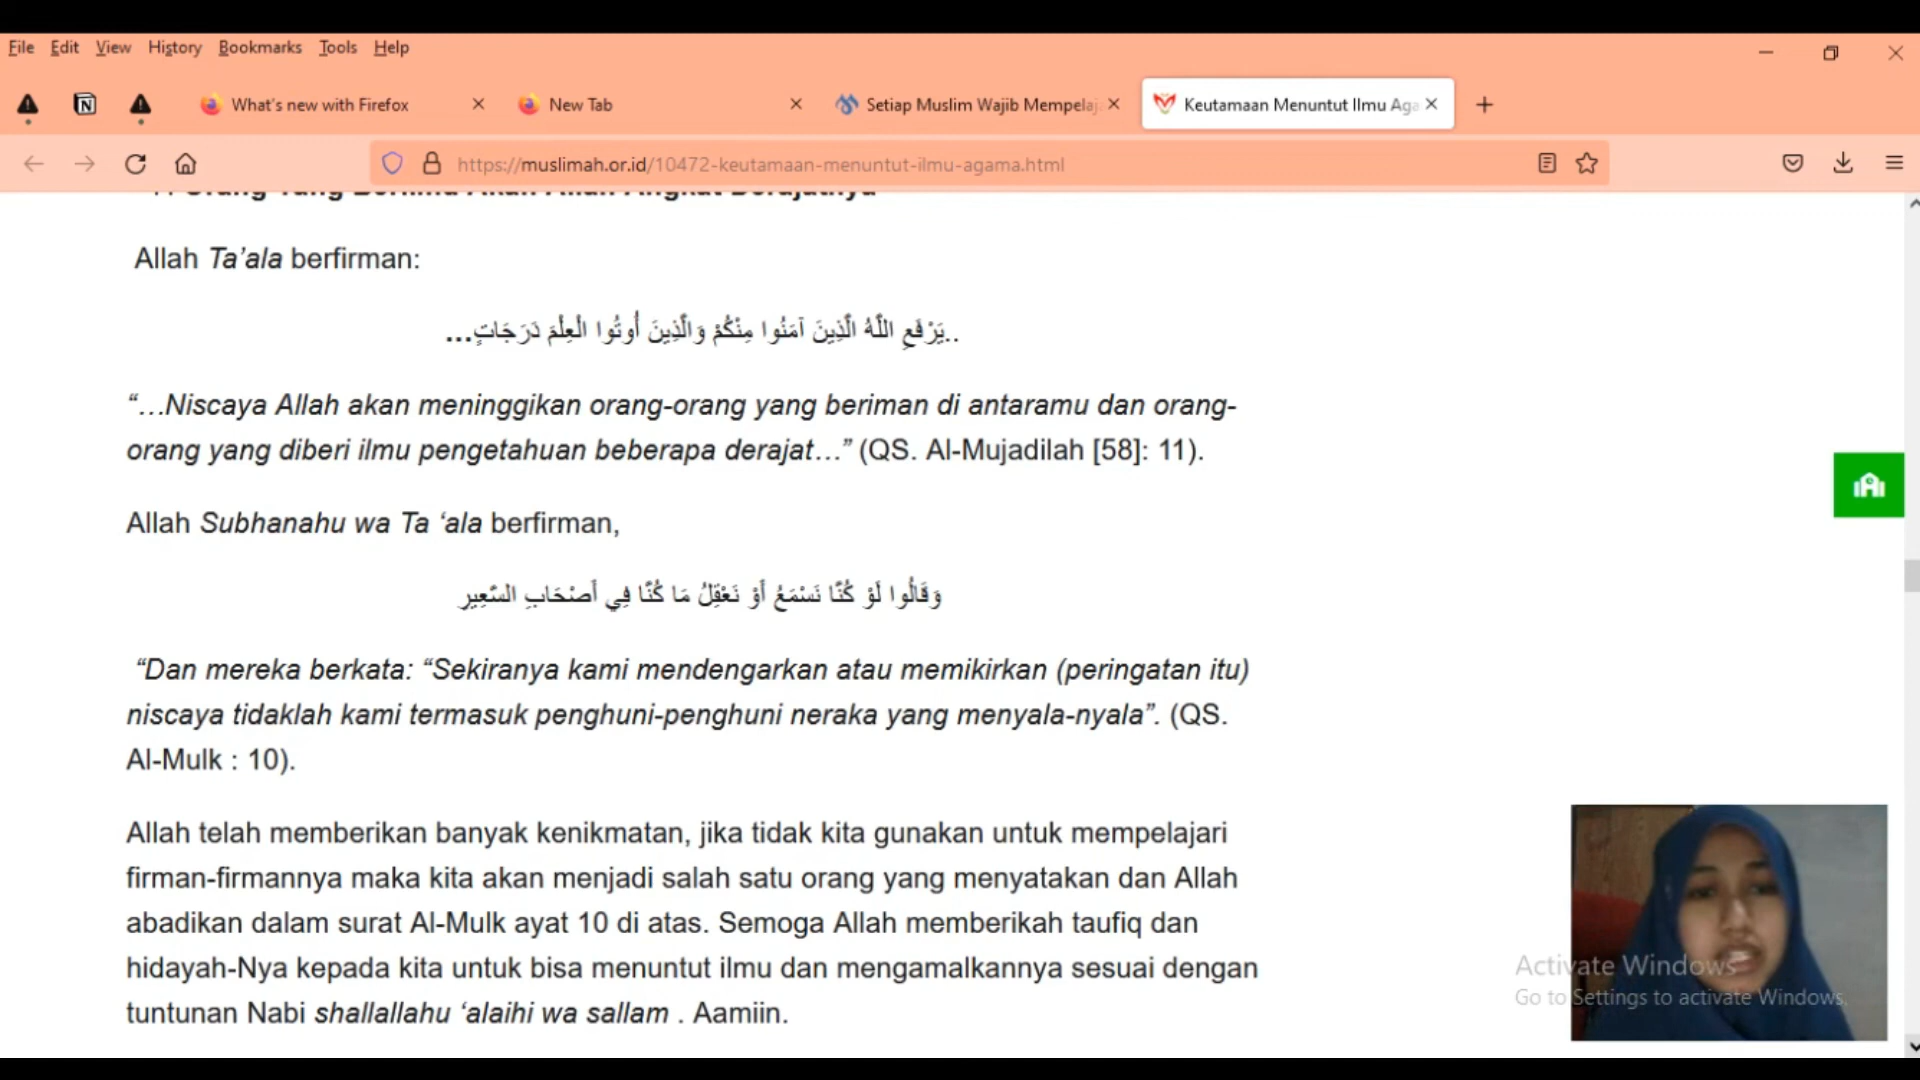 File Edit View History Bookmarks Tools Help
What's new with Firefox
New Tab
Setiap Muslim Wajib Mempelaj
Keutamaan Menuntut Ilmu Aga
https://muslimah.or.id/10472-keutamaan-menuntut-ilmu-agama.html
Orang Yang Berilmu Akan Allah Angkat Derajatnya
Allah Ta’ala berfirman:
..يَرْفَعِ اللَّهُ الَّذِينَ آمَنُوا مِنْكُمْ وَالَّذِينَ أُوتُوا الْعِلْمَ دَرَجَاتٍ...
“…Niscaya Allah akan meninggikan orang-orang yang beriman di antaramu dan orang-
orang yang diberi ilmu pengetahuan beberapa derajat…” (QS. Al-Mujadilah [58]: 11).
Allah Subhanahu wa Ta ‘ala berfirman,
وَقَالُوا لَوْ كُنَّا نَسْمَعُ أَوْ نَعْقِلُ مَا كُنَّا فِي أَصْحَابِ السَّعِيرِ
“Dan mereka berkata: “Sekiranya kami mendengarkan atau memikirkan (peringatan itu)
niscaya tidaklah kami termasuk penghuni-penghuni neraka yang menyala-nyala”. (QS.
Al-Mulk : 10).
Allah telah memberikan banyak kenikmatan, jika tidak kita gunakan untuk mempelajari
firman-firmannya maka kita akan menjadi salah satu orang yang menyatakan dan Allah
abadikan dalam surat Al-Mulk ayat 10 di atas. Semoga Allah memberikah taufiq dan
hidayah-Nya kepada kita untuk bisa menuntut ilmu dan mengamalkannya sesuai dengan
tuntunan Nabi shallallahu ‘alaihi wa sallam . Aamiin.
Activate Windows
Go to Settings to activate Windows.